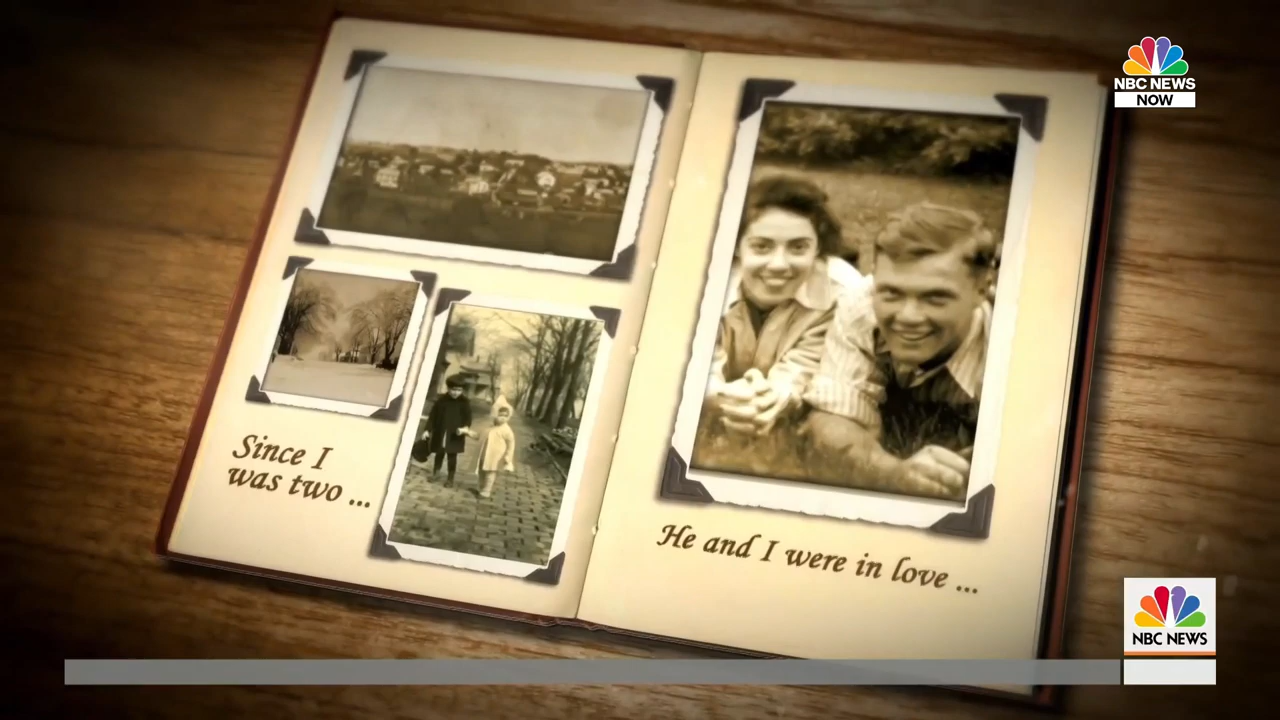 NBC NEWS
NOW
Since I
was two ...
He and I were in love ...
NBC NEWS